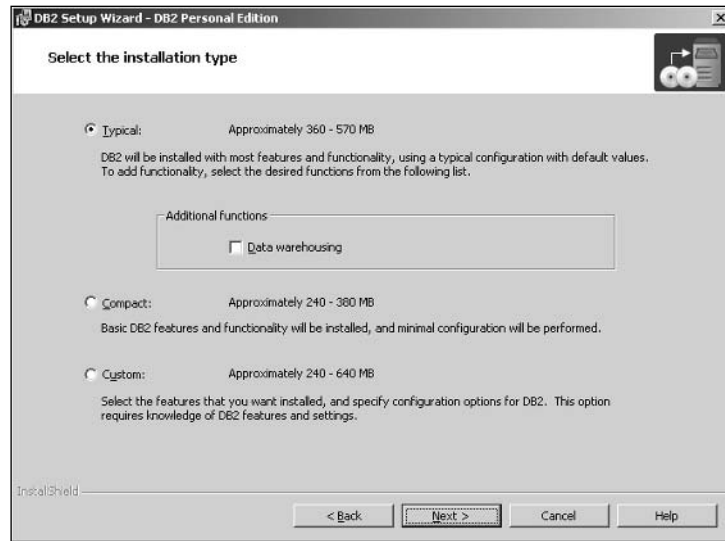 DB2 Setup Wizard - DB2 Personal Edition
Select the installation type
Typical: Approximately 360 - 570 MB
DB2 will be installed with most features and functionality, using a typical configuration with default values.
To add functionality, select the desired functions from the following list.
Additional functions
Data warehousing
Compact: Approximately 240 - 380 MB
Basic DB2 features and functionality will be installed, and minimal configuration will be performed.
Custom: Approximately 240 - 640 MB
Select the features that you want installed, and specify configuration options for DB2. This option
requires knowledge of DB2 features and settings.
InstallShield
< Back Next > Cancel Help